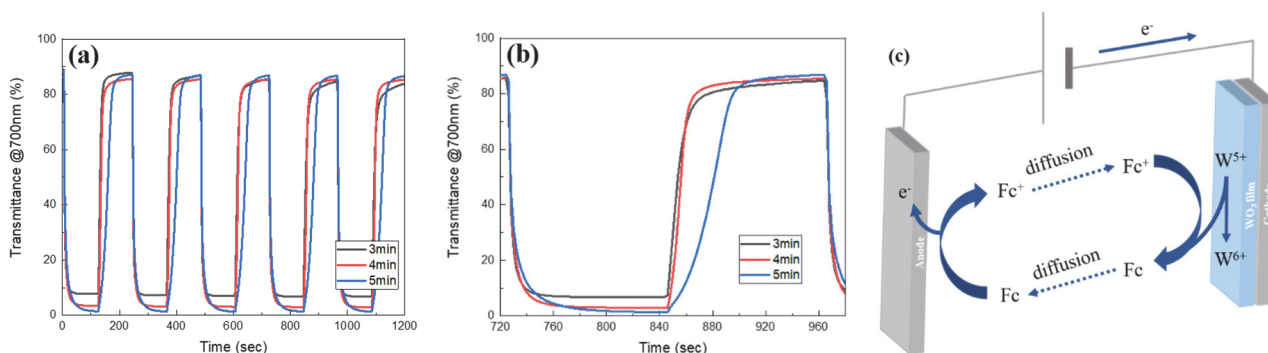 (a)
Transmittance @700nm (%)
100
80
60
40
20
0
3min
4min
5min
0 200 400 600 800 1000 1200
Time (sec)
(b)
Transmittance @700nm (%)
100
80
60
40
20
0
3min
4min
5min
720 760 800 840 880 920 960
Time (sec)
(c)
e-
e-
Anode
Fc+
diffusion
Fc+
Fc
diffusion
Fc
W5+
W6+
WO3 film
Cathode